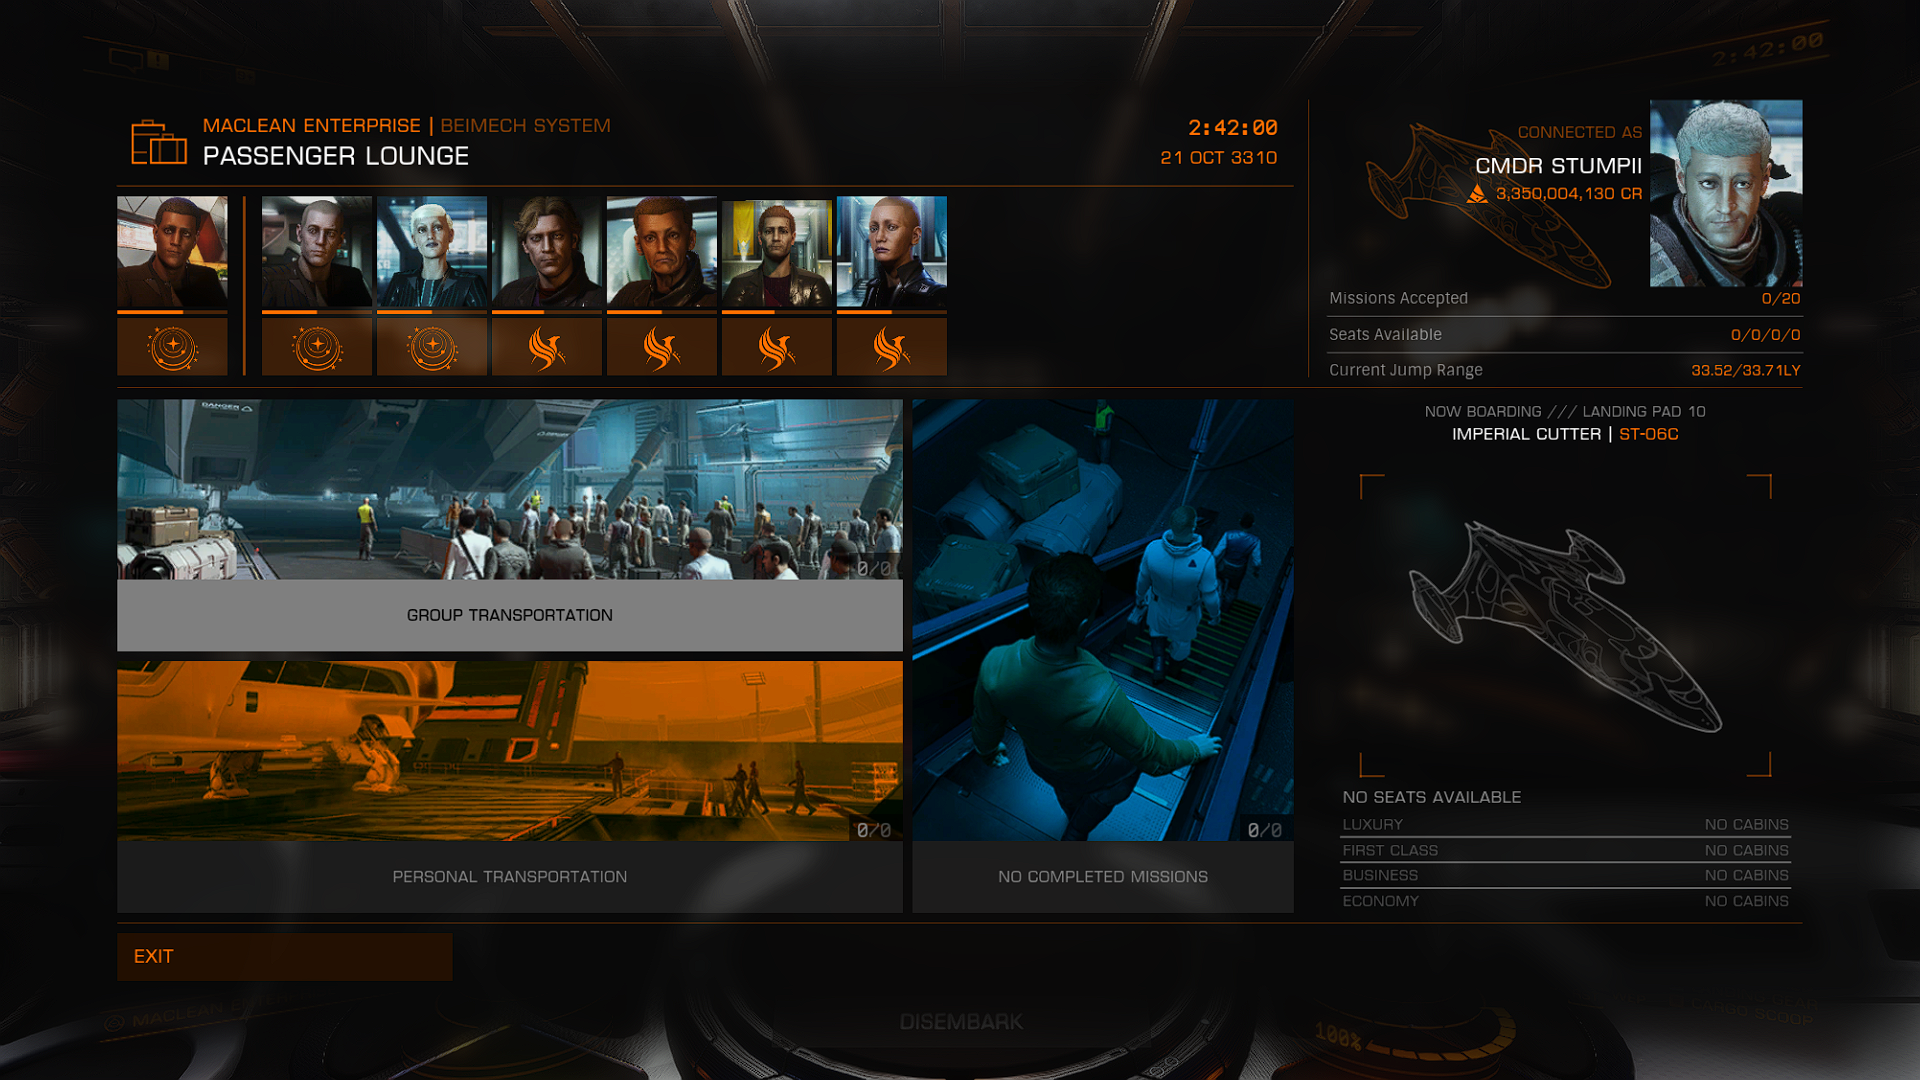 2:42:00
MACLEAN ENTERPRISE | BEIMECH SYSTEM
PASSENGER LOUNGE
2:42:00
21 OCT 3310
CONNECTED AS
CMDR STUMPII
3,350,004,130 CR
Missions Accepted 0/20
Seats Available 0/0/0/0
Current Jump Range 33.52/33.71LY
NOW BOARDING /// LANDING PAD 10
IMPERIAL CUTTER | ST-06C
DANGER
0/0
GROUP TRANSPORTATION
0/0
PERSONAL TRANSPORTATION
0/0
NO COMPLETED MISSIONS
NO SEATS AVAILABLE
LUXURY NO CABINS
FIRST CLASS NO CABINS
BUSINESS NO CABINS
ECONOMY NO CABINS
EXIT
MACLEAN
DISEMBARK
100%
SCOOP